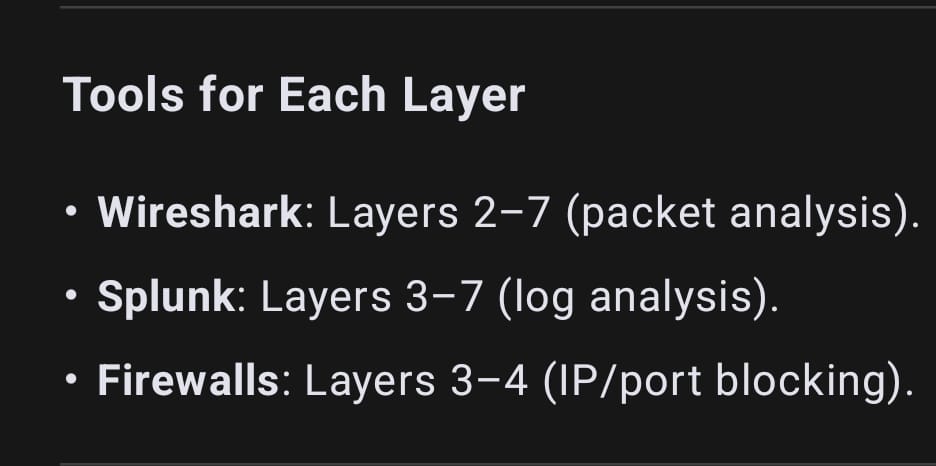 Tools for Each Layer
• Wireshark: Layers 2–7 (packet analysis).
• Splunk: Layers 3–7 (log analysis).
• Firewalls: Layers 3–4 (IP/port blocking).